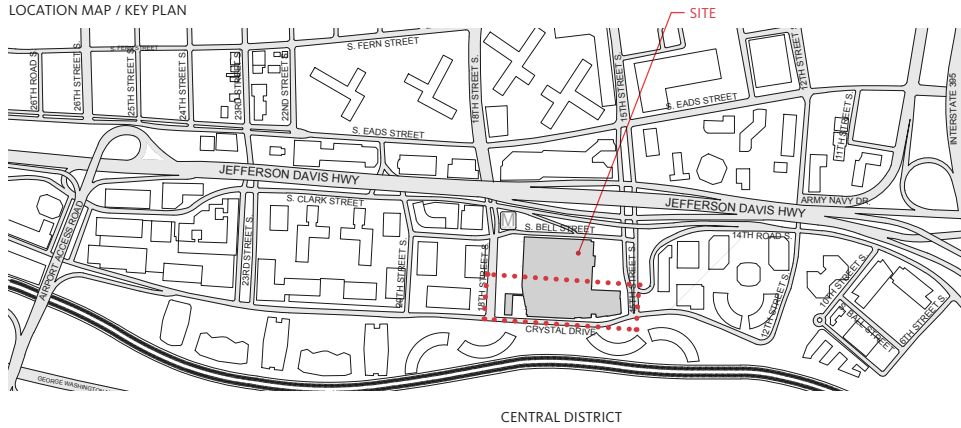 LOCATION MAP / KEY PLAN
SITE
S. FERN STREET
S. FERN STREET
26TH ROAD S.
26TH STREET S.
25TH STREET S.
24TH STREET S.
23RD STREET S.
22ND STREET S.
18TH STREET S.
15TH STREET S.
12TH STREET S.
INTERSTATE 395
S. EADS STREET
S. EADS STREET
11TH STREET S.
JEFFERSON DAVIS HWY
JEFFERSON DAVIS HWY
ARMY NAVY DR.
S. CLARK STREET
AIRPORT ACCESS ROAD
23RD STREET S.
20TH STREET S.
18TH STREET S.
M
S. BELL STREET
15TH STREET S.
14TH ROAD S.
12TH STREET S.
10TH STREET S.
S. BALL STREET
6TH STREET S.
CRYSTAL DRIVE
GEORGE WASHINGTON
CENTRAL DISTRICT